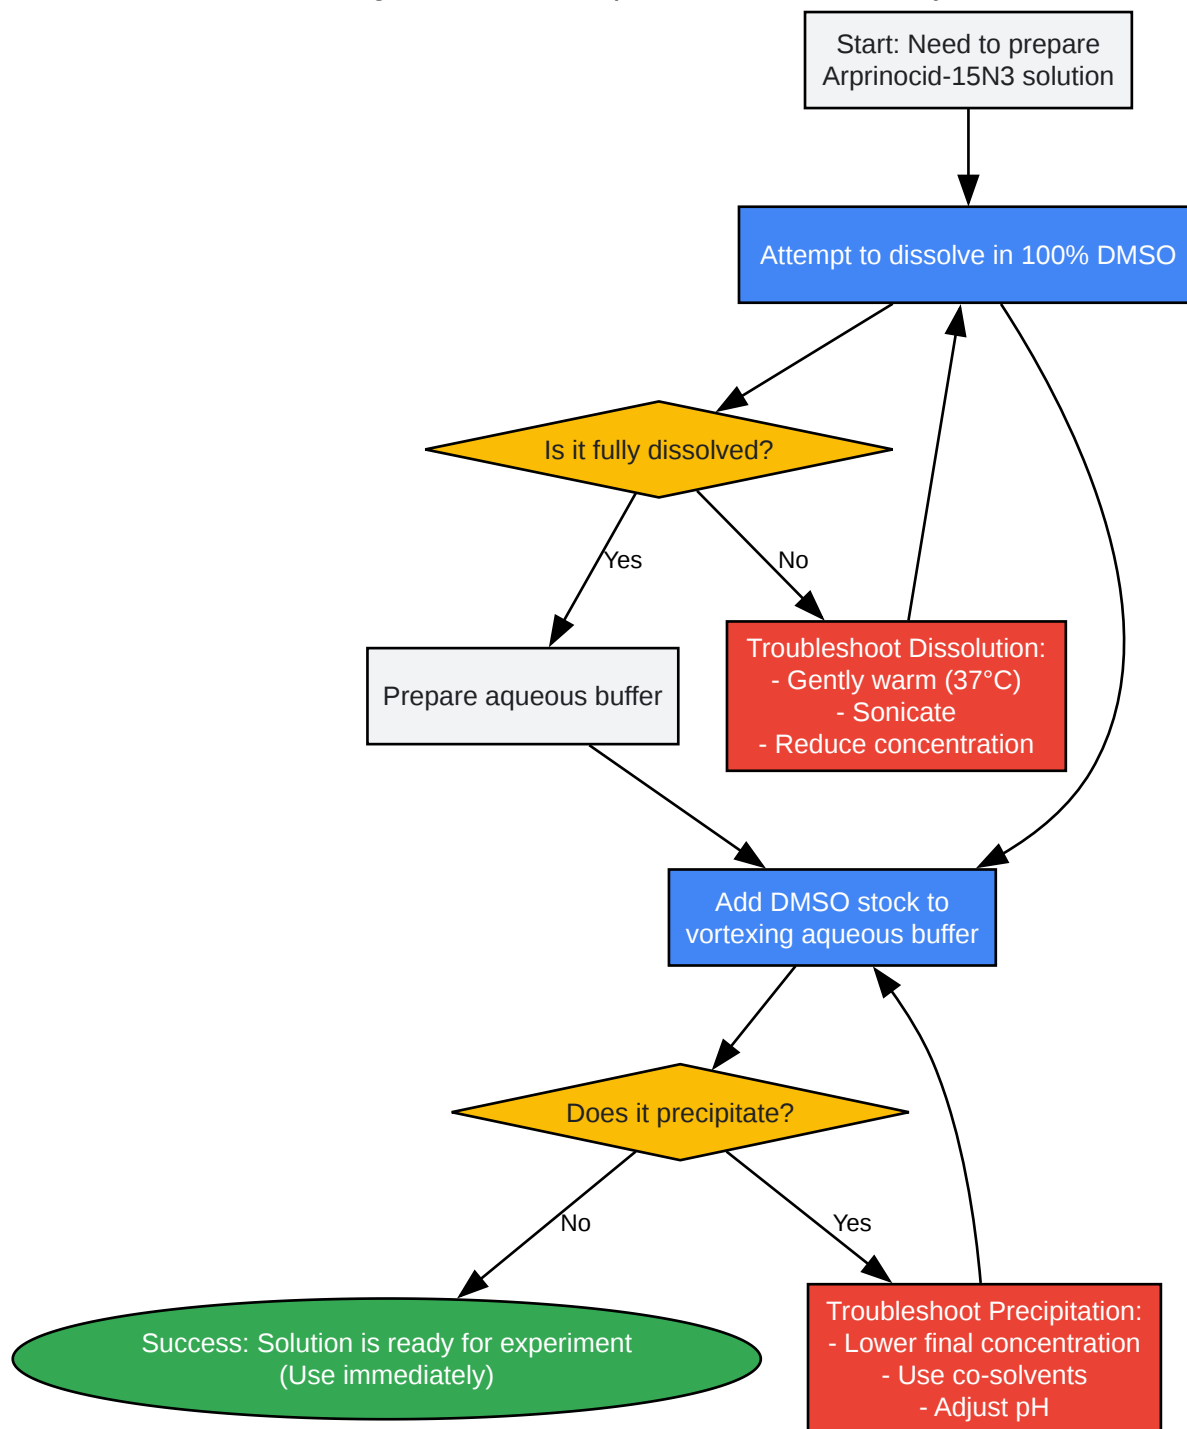 Start: Need to prepare
Arprinocid-15N3 solution
Attempt to dissolve in 100% DMSO
Is it fully dissolved?
Yes
No
Troubleshoot Dissolution:
- Gently warm (37°C)
- Sonicate
- Reduce concentration
Prepare aqueous buffer
Add DMSO stock to
vortexing aqueous buffer
Does it precipitate?
No
Yes
Success: Solution is ready for experiment
(Use immediately)
Troubleshoot Precipitation:
- Lower final concentration
- Use co-solvents
- Adjust pH